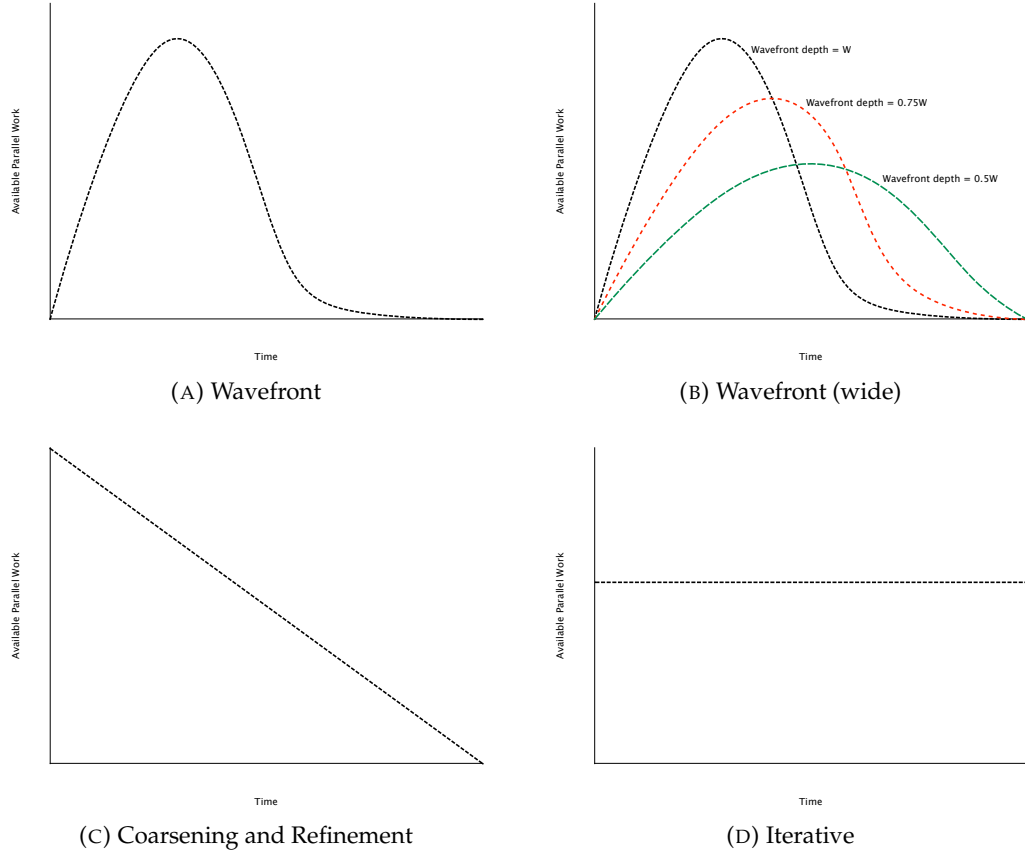 Available Parallel Work
Time
(A) Wavefront
Available Parallel Work
Wavefront depth = W
Wavefront depth = 0.75W
Wavefront depth = 0.5W
Time
(B) Wavefront (wide)
Available Parallel Work
Time
(C) Coarsening and Refinement
Available Parallel Work
Time
(D) Iterative